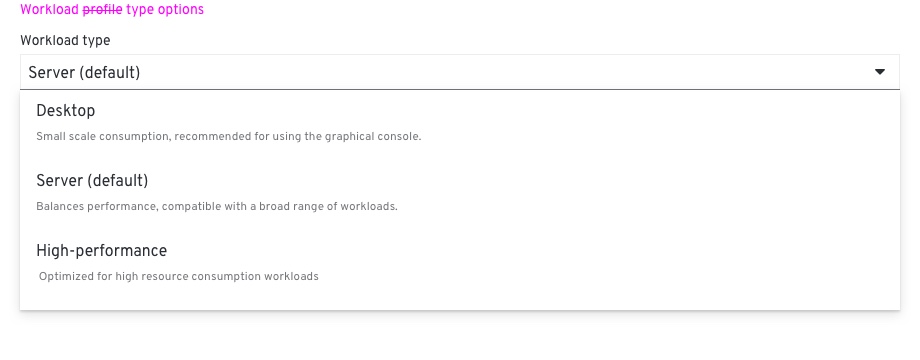 Workload profile type options
Workload type
Server (default)
Desktop
Small scale consumption, recommended for using the graphical console.
Server (default)
Balances performance, compatible with a broad range of workloads.
High-performance
Optimized for high resource consumption workloads